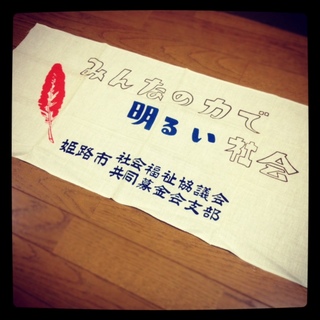 みんなの力で
明るい社会
姫路市社会福祉協議会
共同募金会支部